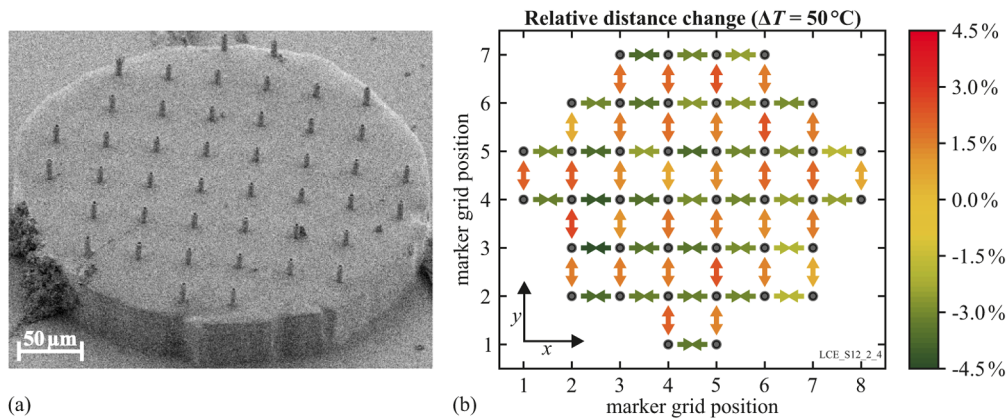 Relative distance change (ΔT = 50 °C)
50 µm
(a)
marker grid position
7
6
5
4
3
2
1
y
x
LCE_S12_2_4
1 2 3 4 5 6 7 8
marker grid position
(b)
4.5 %
3.0 %
1.5 %
0.0 %
-1.5 %
-3.0 %
-4.5 %